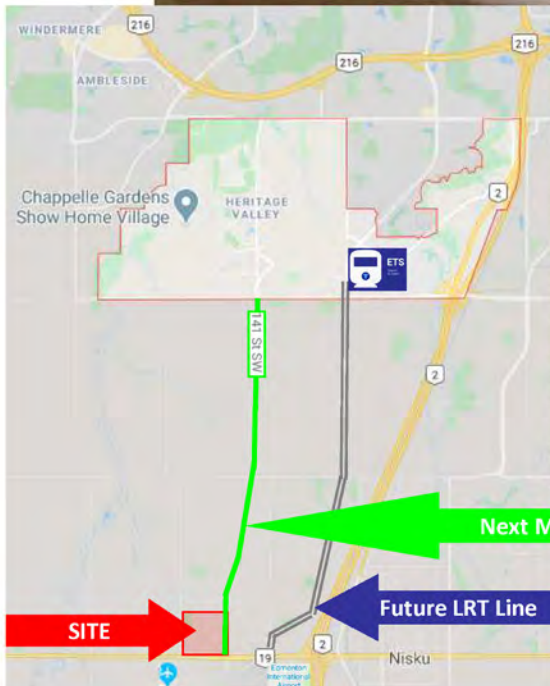 WINDERMERE
216
216
216
AMBLESIDE
Chappelle Gardens
Show Home Village
HERITAGE
VALLEY
2
ETS
141 St SW
2
Next M
Future LRT Line
SITE
2
19
Nisku
Edmonton
International
Airport